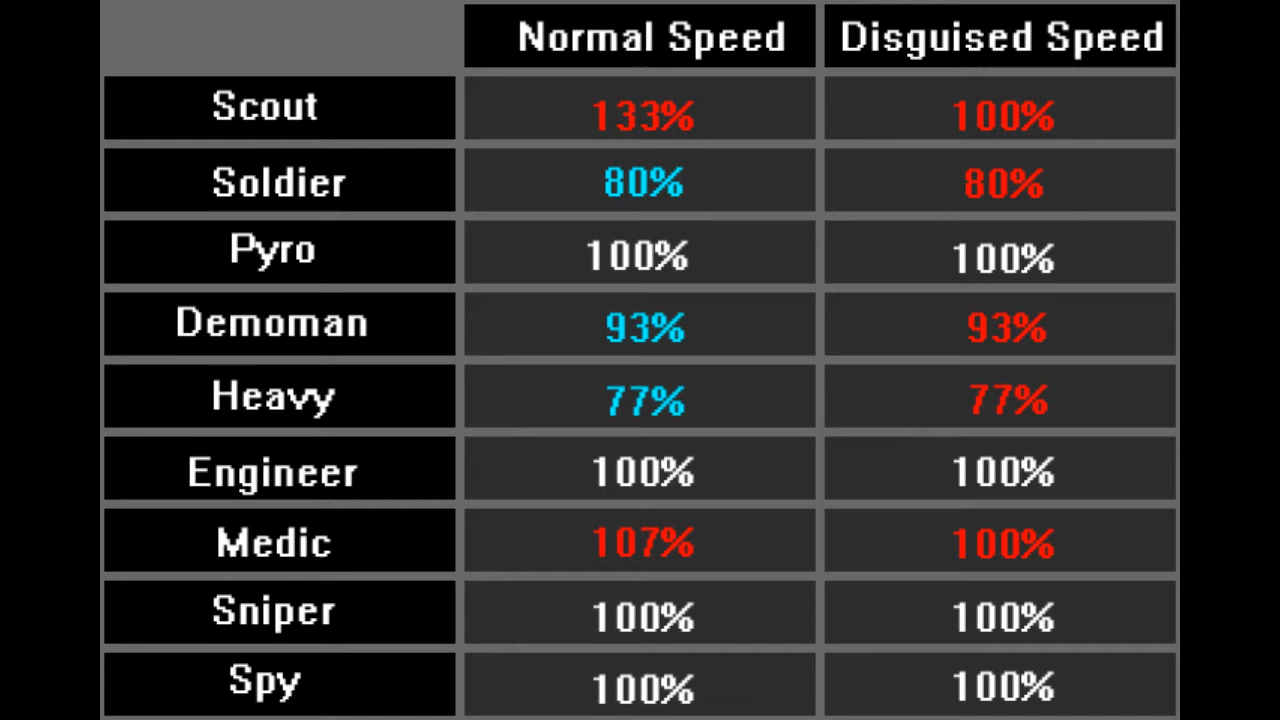 Normal Speed Disguised Speed
Scout 133% 100%
Soldier 80% 80%
Pyro 100% 100%
Demoman 93% 93%
Heavy 77% 77%
Engineer 100% 100%
Medic 107% 100%
Sniper 100% 100%
Spy 100% 100%